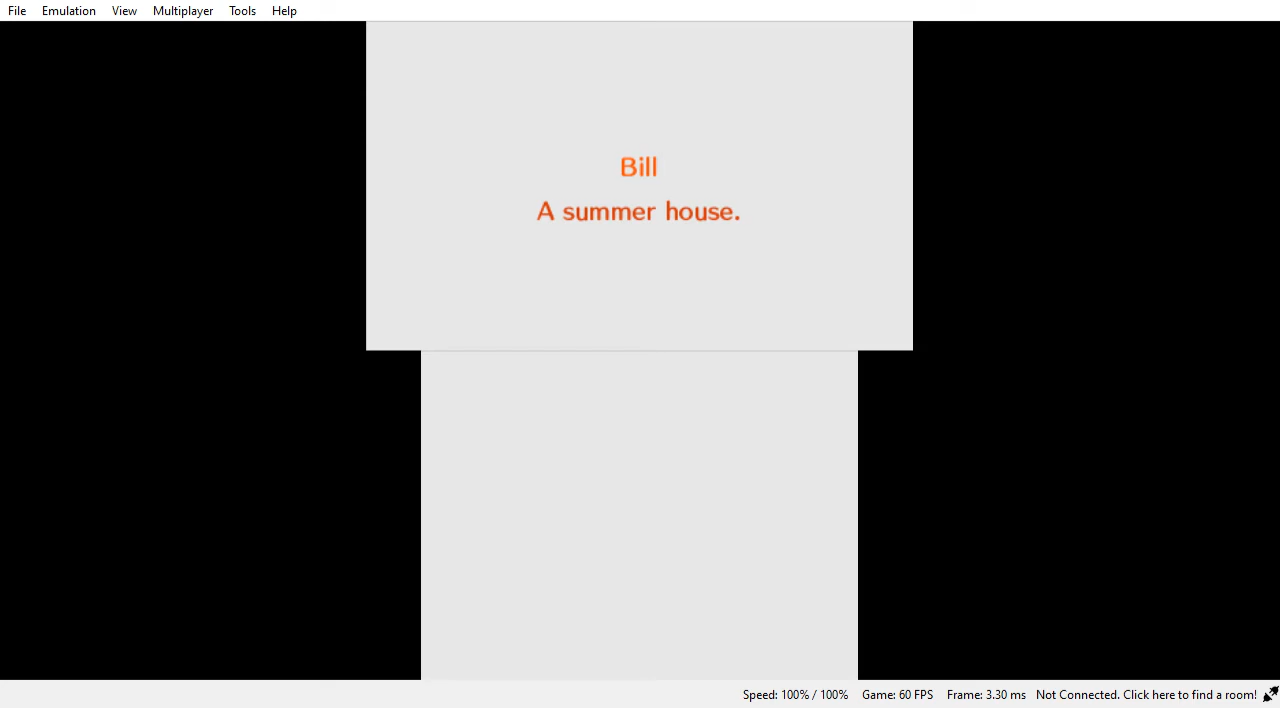 File Emulation View Multiplayer Tools Help
Bill
A summer house.
Speed: 100% / 100% Game: 60 FPS Frame: 3.30 ms Not Connected. Click here to find a room!